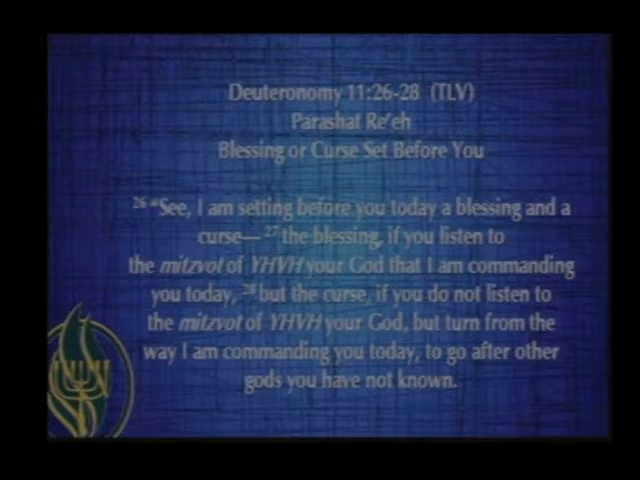 Deuteronomy 11:26-28 (TLV)
Parashat Re'eh
Blessing or Curse Set Before You
26 "See, I am setting before you today a blessing and a
curse— 27 the blessing, if you listen to
the mitzvot of YHVH your God that I am commanding
you today, 28 but the curse, if you do not listen to
the mitzvot of YHVH your God, but turn from the
way I am commanding you today, to go after other
gods you have not known.